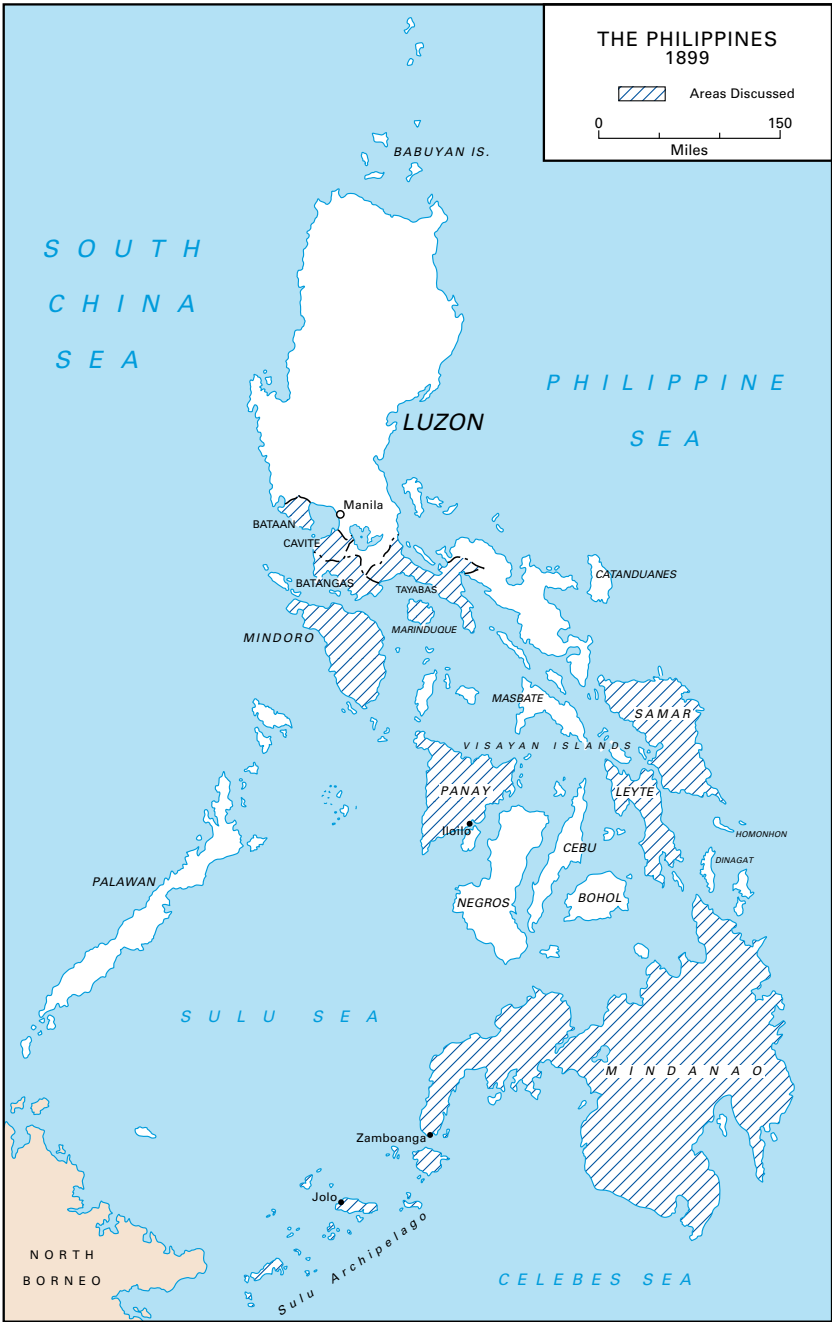 THE PHILIPPINES
1899
Areas Discussed
0 150
Miles
BABUYAN IS.
SOUTH
CHINA
SEA
PHILIPPINE
SEA
LUZON
Manila
BATAAN
CAVITE
BATANGAS
TAYABAS
CATANDUANES
MARINDUQUE
MINDORO
MASBATE
SAMAR
VISAYAN ISLANDS
PANAY
LEYTE
Iloilo
HOMONHON
CEBU
DINAGAT
PALAWAN
NEGROS
BOHOL
SULU SEA
MINDANAO
Zamboanga
Jolo
Sulu Archipelago
NORTH
BORNEO
CELEBES SEA